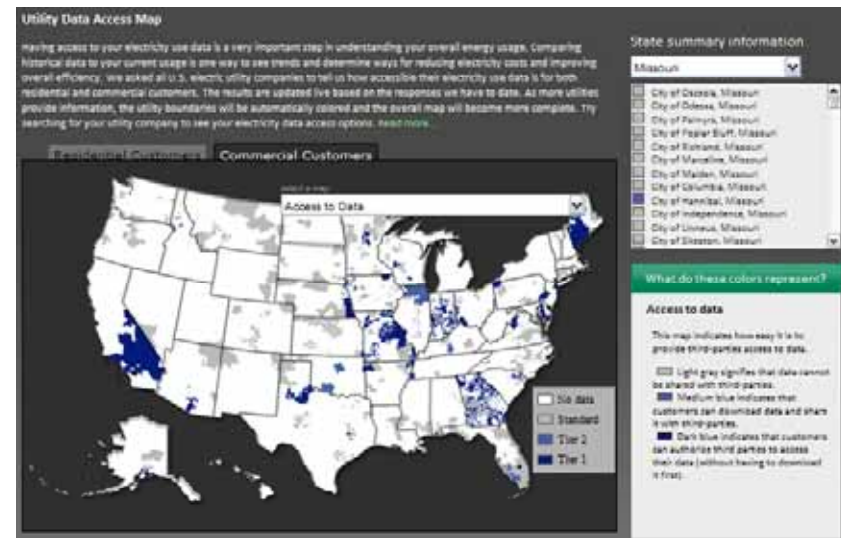 Utility Data Access Map
Having access to your electricity use data is a very important step in understanding your overall energy usage. Comparing
historical data to your current usage is one way to see trends and determine ways for reducing electricity costs and improving
overall efficiency. We asked all U.S. electric utility companies to tell us how accessible their electricity use data is for both
residential and commercial customers. The results are updated live based on the responses we have to date. As more utilities
provide information, the utility boundaries will be automatically colored and the overall map will become more complete. Try
searching for your utility company to see your electricity data access options. Read more...
Residential Customers Commercial Customers
Select a map:
Access to Data
No data
Standard
Tier 2
Tier 1
State summary information
Missouri
City of Osceola, Missouri
City of Odessa, Missouri
City of Palmyra, Missouri
City of Poplar Bluff, Missouri
City of Richland, Missouri
City of Marceline, Missouri
City of Malden, Missouri
City of Columbia, Missouri
City of Hannibal, Missouri
City of Independence, Missouri
City of Linneus, Missouri
City of Sikeston, Missouri
What do these colors represent?
Access to data
This map indicates how easy it is to
provide third-parties access to data.
Light gray signifies that data cannot
be shared with third-parties.
Medium blue indicates that
customers can download data and share
it with third-parties.
Dark blue indicates that customers
can authorize third parties to access
their data (without having to download
it first).